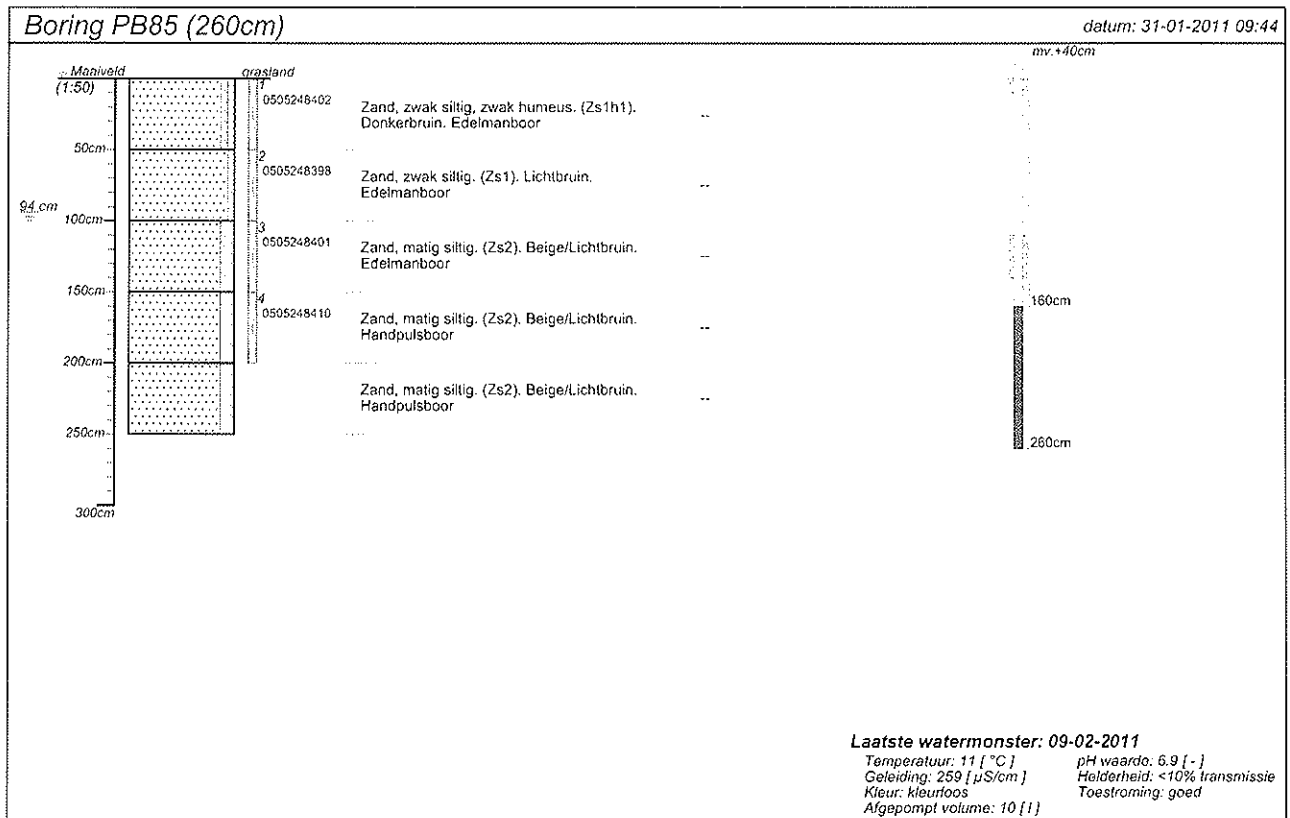 Boring PB85 (260cm)
datum: 31-01-2011 09:44
mv.+40cm
Maaiveld
grasland
(1:50)
1
0505248402
Zand, zwak siltig, zwak humeus. (Zs1h1).
Donkerbruin. Edelmanboor
--
50cm
2
0505248398
Zand, zwak siltig. (Zs1). Lichtbruin.
Edelmanboor
--
94 cm
100cm
3
0505248401
Zand, matig siltig. (Zs2). Beige/Lichtbruin.
Edelmanboor
--
150cm
4
0505248410
Zand, matig siltig. (Zs2). Beige/Lichtbruin.
Handpulsboor
--
160cm
200cm
Zand, matig siltig. (Zs2). Beige/Lichtbruin.
Handpulsboor
--
250cm
260cm
300cm
Laatste watermonster: 09-02-2011
Temperatuur: 11 [ °C ]
pH waarde: 6.9 [ - ]
Geleiding: 259 [ µS/cm ]
Helderheid: <10% transmissie
Kleur: kleurloos
Toestroming: goed
Afgepompt volume: 10 [ l ]